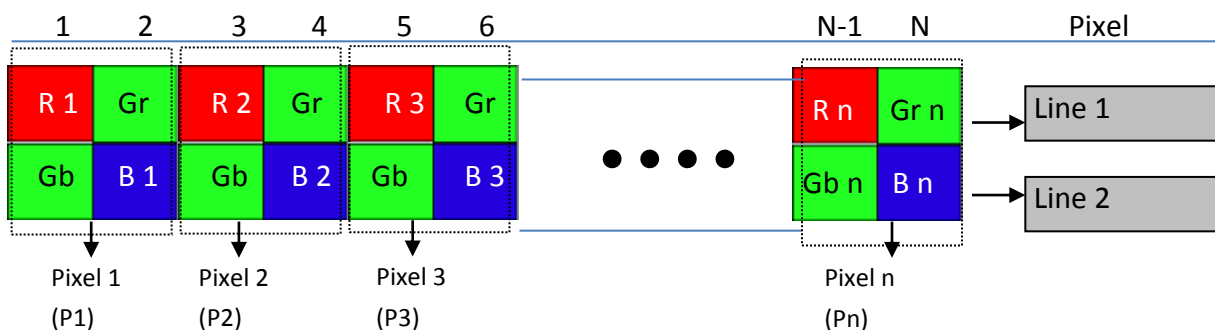 1 2 3 4 5 6 N-1 N Pixel
R 1 Gr R 2 Gr R 3 Gr R n Gr n Line 1
Gb B 1 Gb B 2 Gb B 3 Gb n B n Line 2
Pixel 1 Pixel 2 Pixel 3 Pixel n
(P1) (P2) (P3) (Pn)